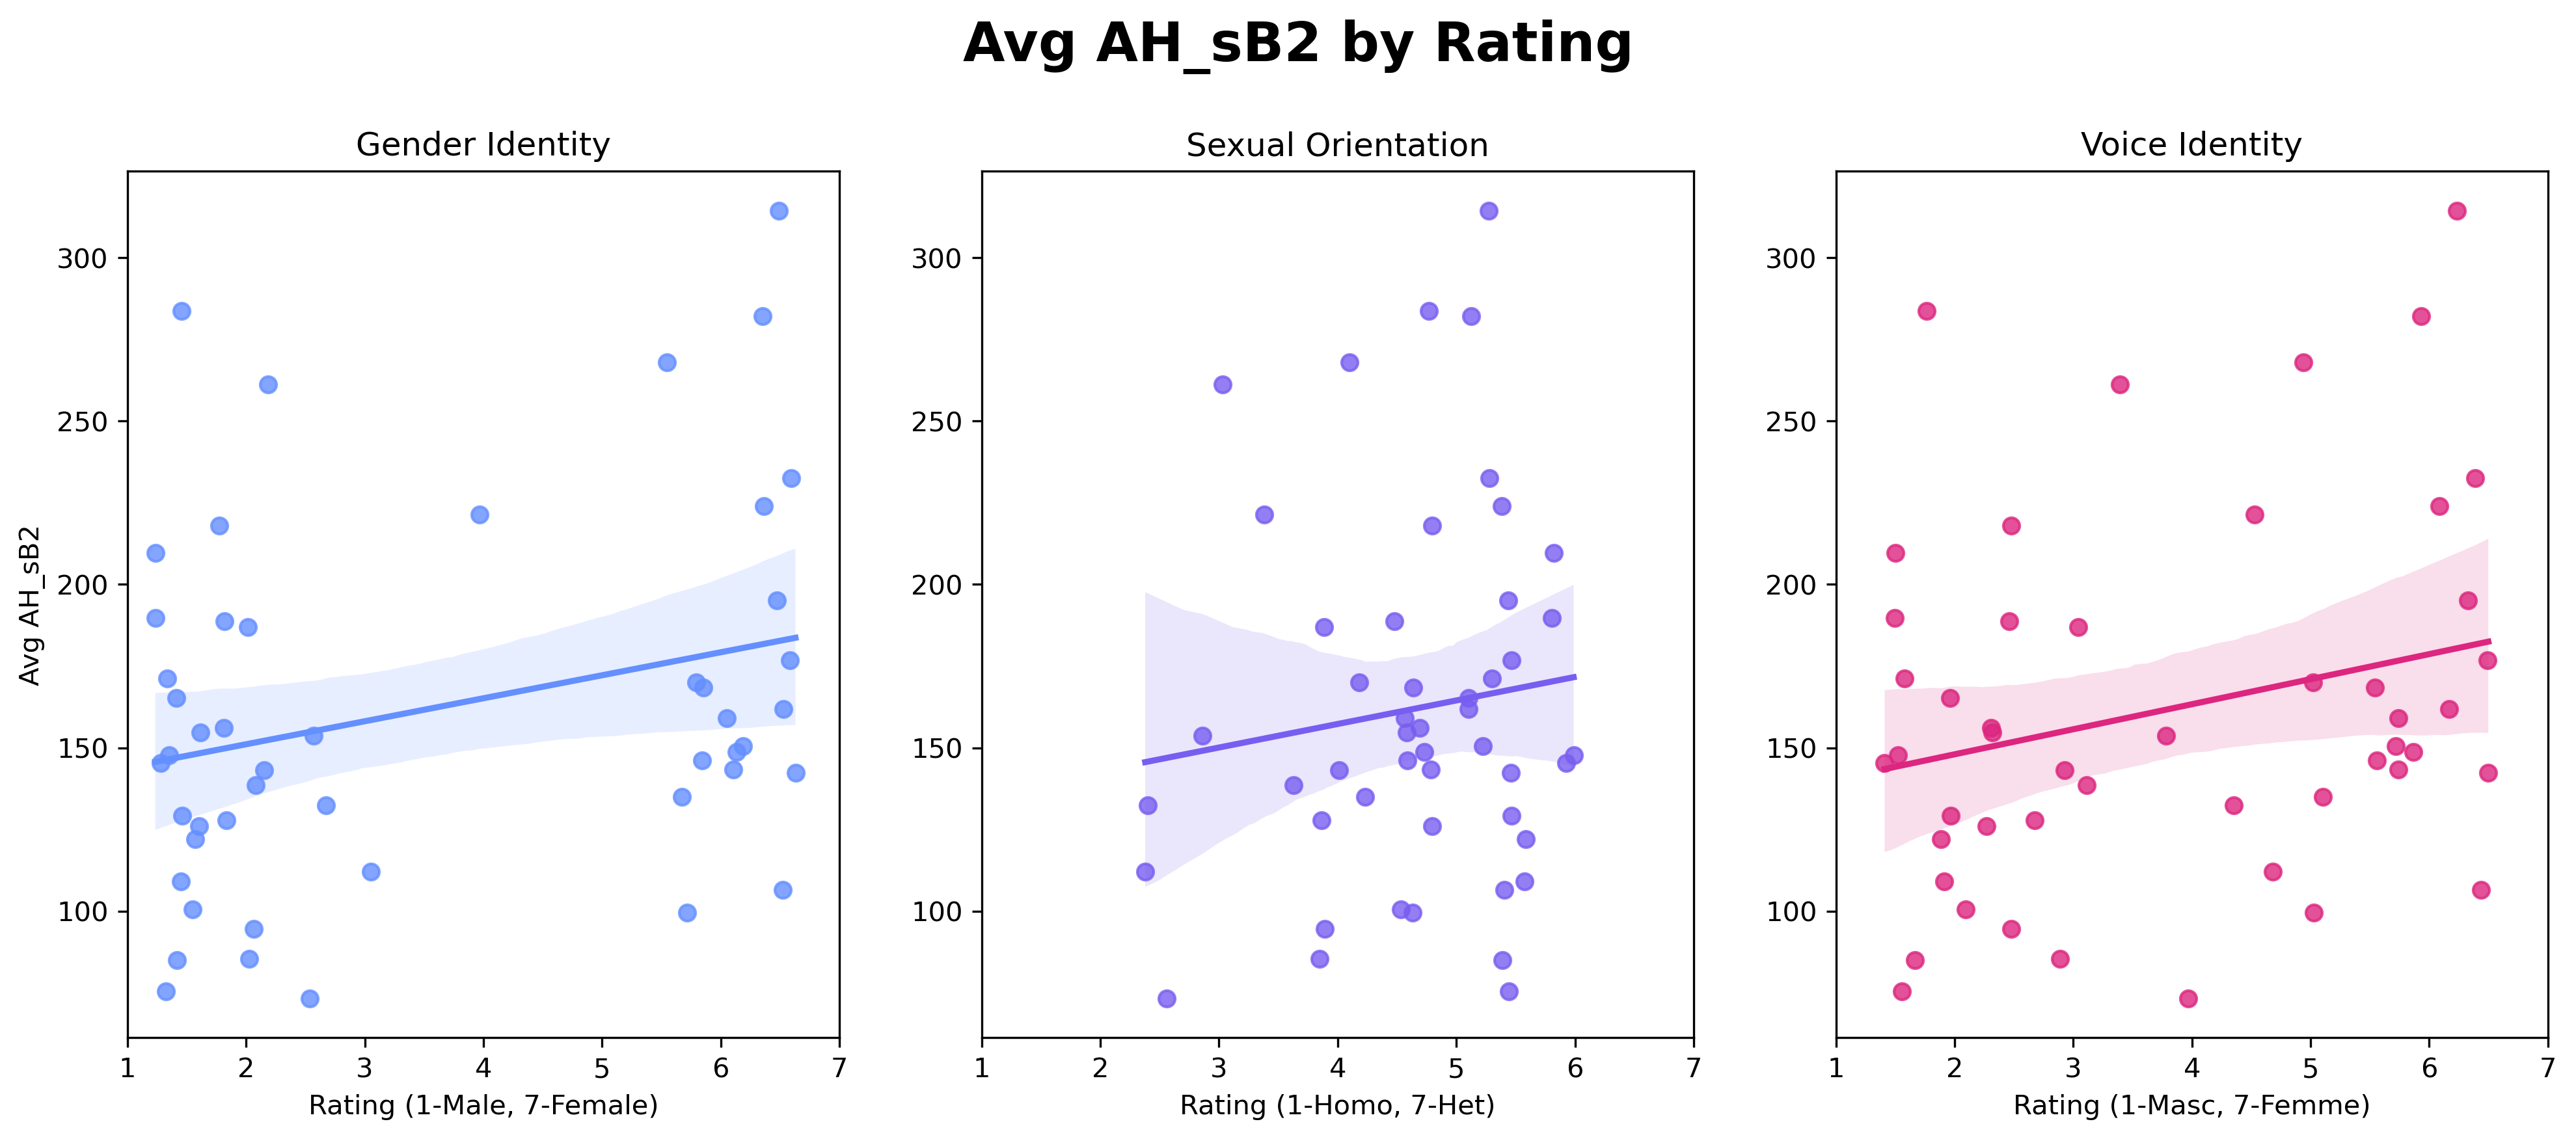 Avg AH_sB2 by Rating
Gender Identity
Sexual Orientation
Voice Identity
Avg AH_sB2
300
250
200
150
100
1 2 3 4 5 6 7
Rating (1-Male, 7-Female)
300
250
200
150
100
1 2 3 4 5 6 7
Rating (1-Homo, 7-Het)
300
250
200
150
100
1 2 3 4 5 6 7
Rating (1-Masc, 7-Femme)